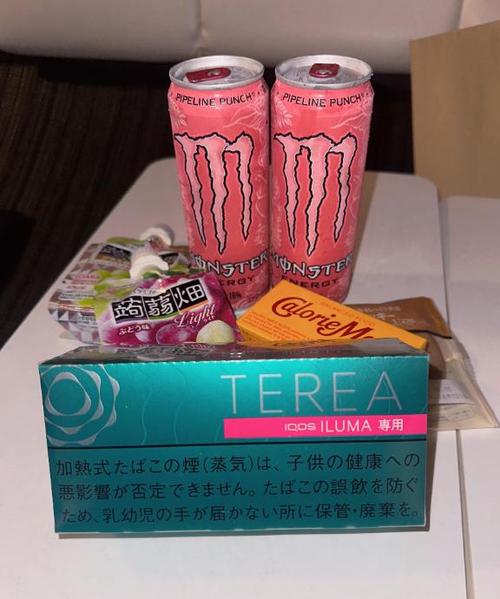 PIPELINE PUNCH
PIPELINE PUNCH
MONSTER
ENERGY
MONSTER
ENERGY
蒟蒻畑
Light
ぶどう味
CalorieM
TEREA
IQOS ILUMA 専用
加熱式たばこの煙(蒸気)は、子供の健康への
悪影響が否定できません。たばこの誤飲を防ぐ
ため、乳幼児の手が届かない所に保管・廃棄を。